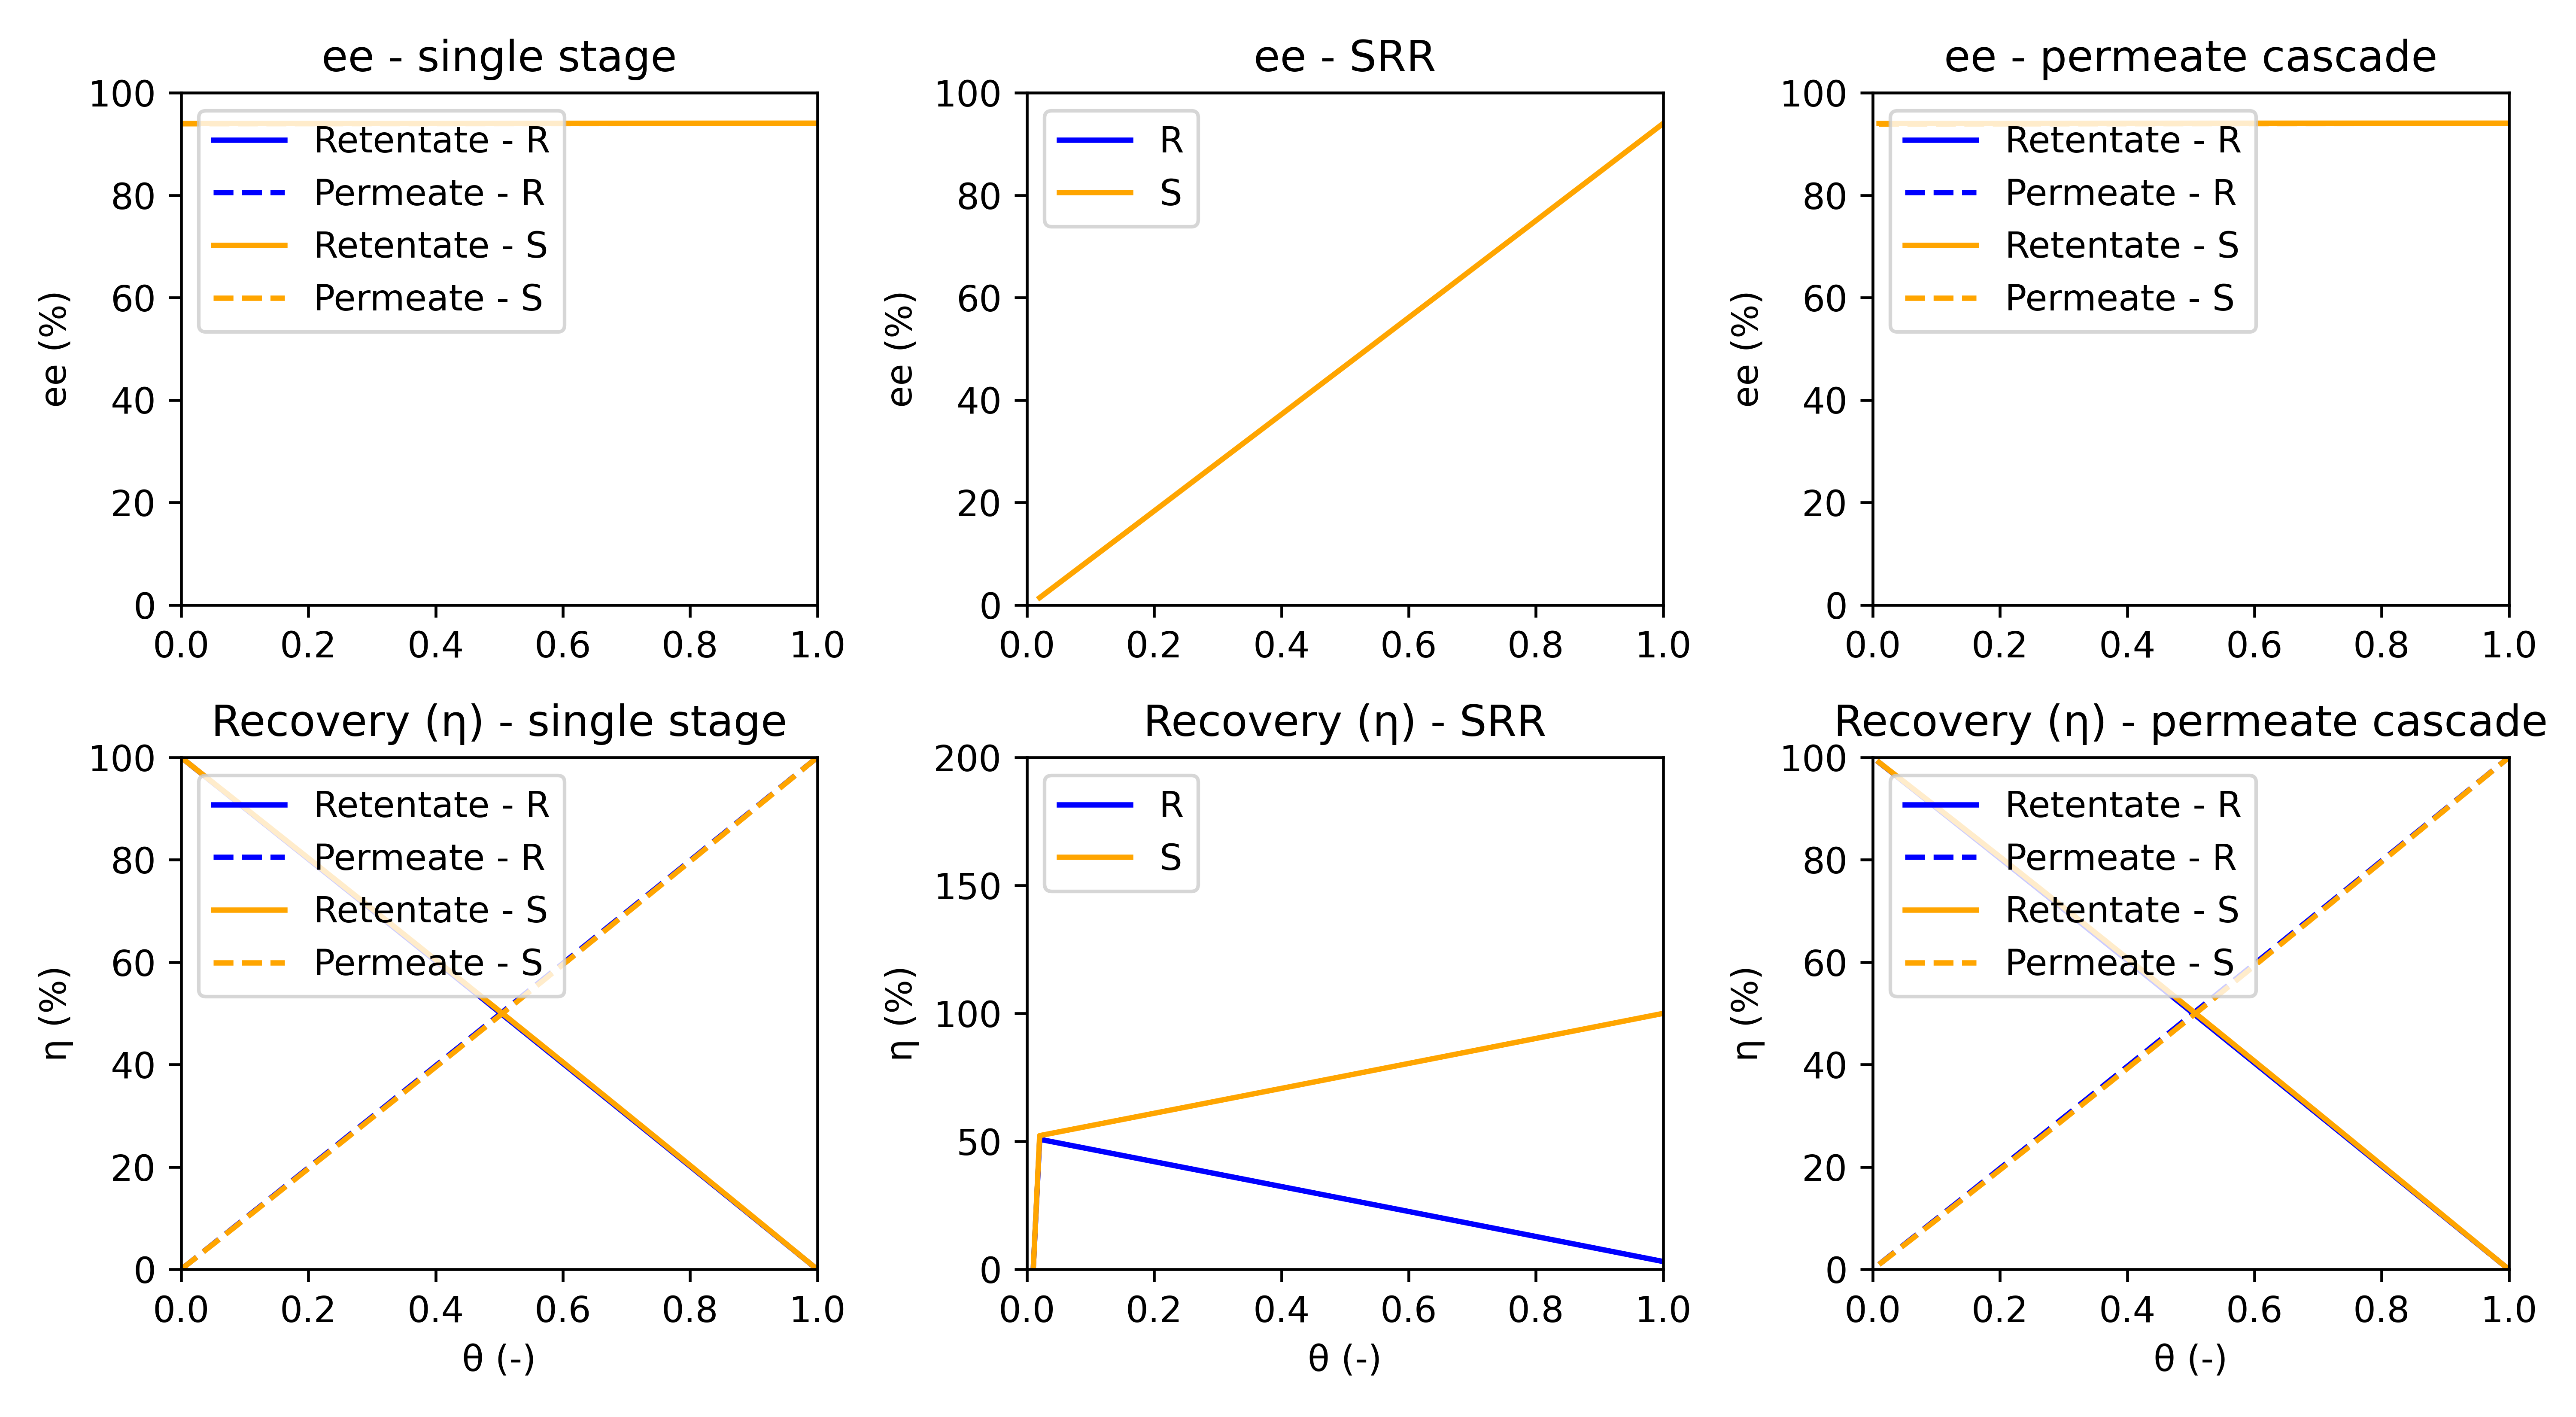 ee - single stage
ee (%)
100
80
60
40
20
0
0.0 0.2 0.4 0.6 0.8 1.0
Retentate - R
Permeate - R
Retentate - S
Permeate - S
ee - SRR
ee (%)
100
80
60
40
20
0
0.0 0.2 0.4 0.6 0.8 1.0
R
S
ee - permeate cascade
ee (%)
100
80
60
40
20
0
0.0 0.2 0.4 0.6 0.8 1.0
Retentate - R
Permeate - R
Retentate - S
Permeate - S
Recovery (η) - single stage
η (%)
100
80
60
40
20
0
0.0 0.2 0.4 0.6 0.8 1.0
θ (-)
Retentate - R
Permeate - R
Retentate - S
Permeate - S
Recovery (η) - SRR
η (%)
200
150
100
50
0
0.0 0.2 0.4 0.6 0.8 1.0
θ (-)
R
S
Recovery (η) - permeate cascade
η (%)
100
80
60
40
20
0
0.0 0.2 0.4 0.6 0.8 1.0
θ (-)
Retentate - R
Permeate - R
Retentate - S
Permeate - S